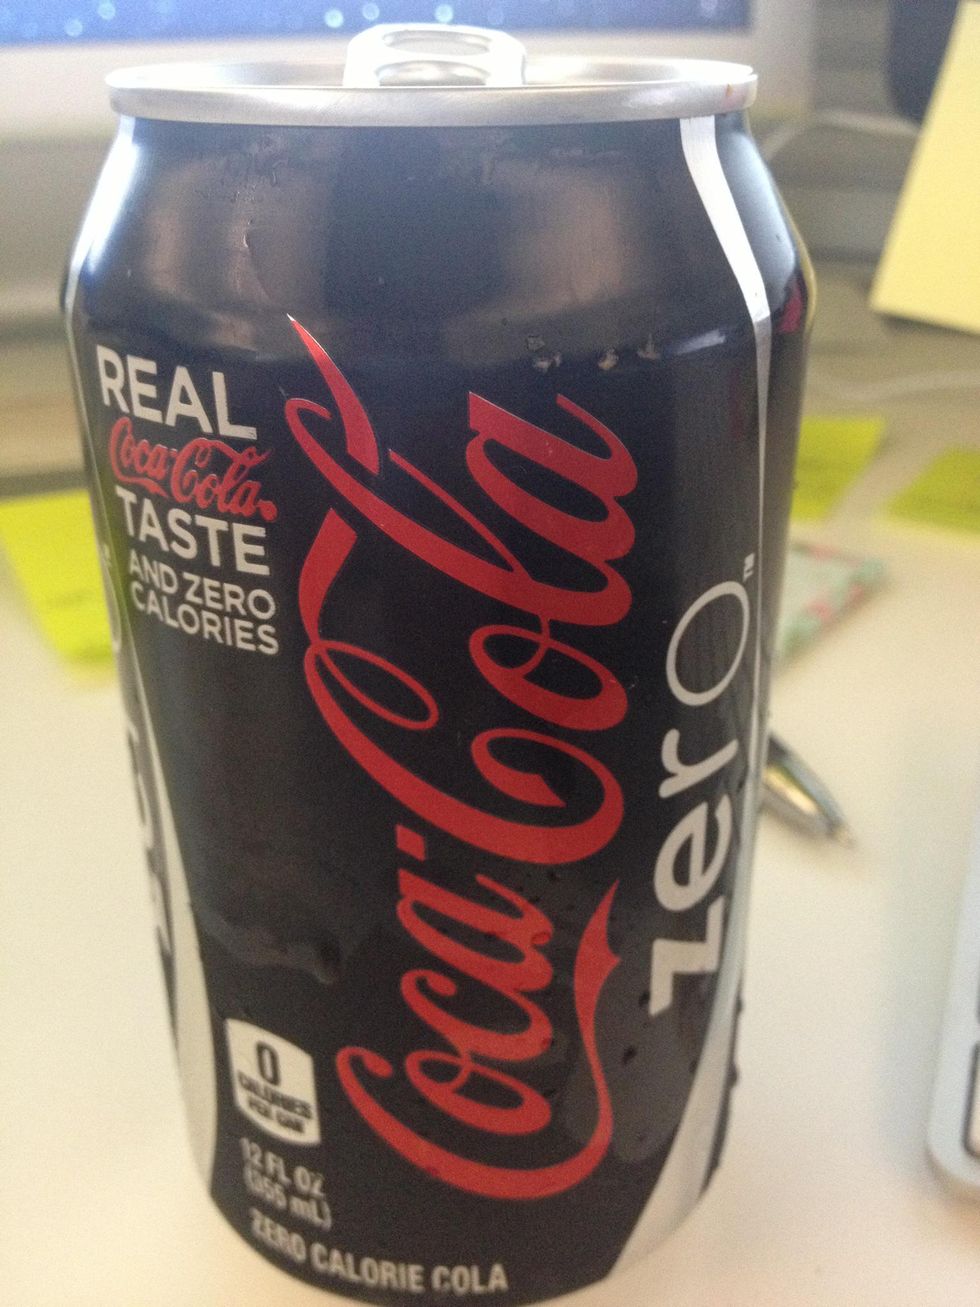 REAL
Coca-Cola
TASTE
AND ZERO
CALORIES
Coca-Cola
zero™
0
CALORIES
PER CAN
12 FL OZ
(355 mL)
ZERO CALORIE COLA